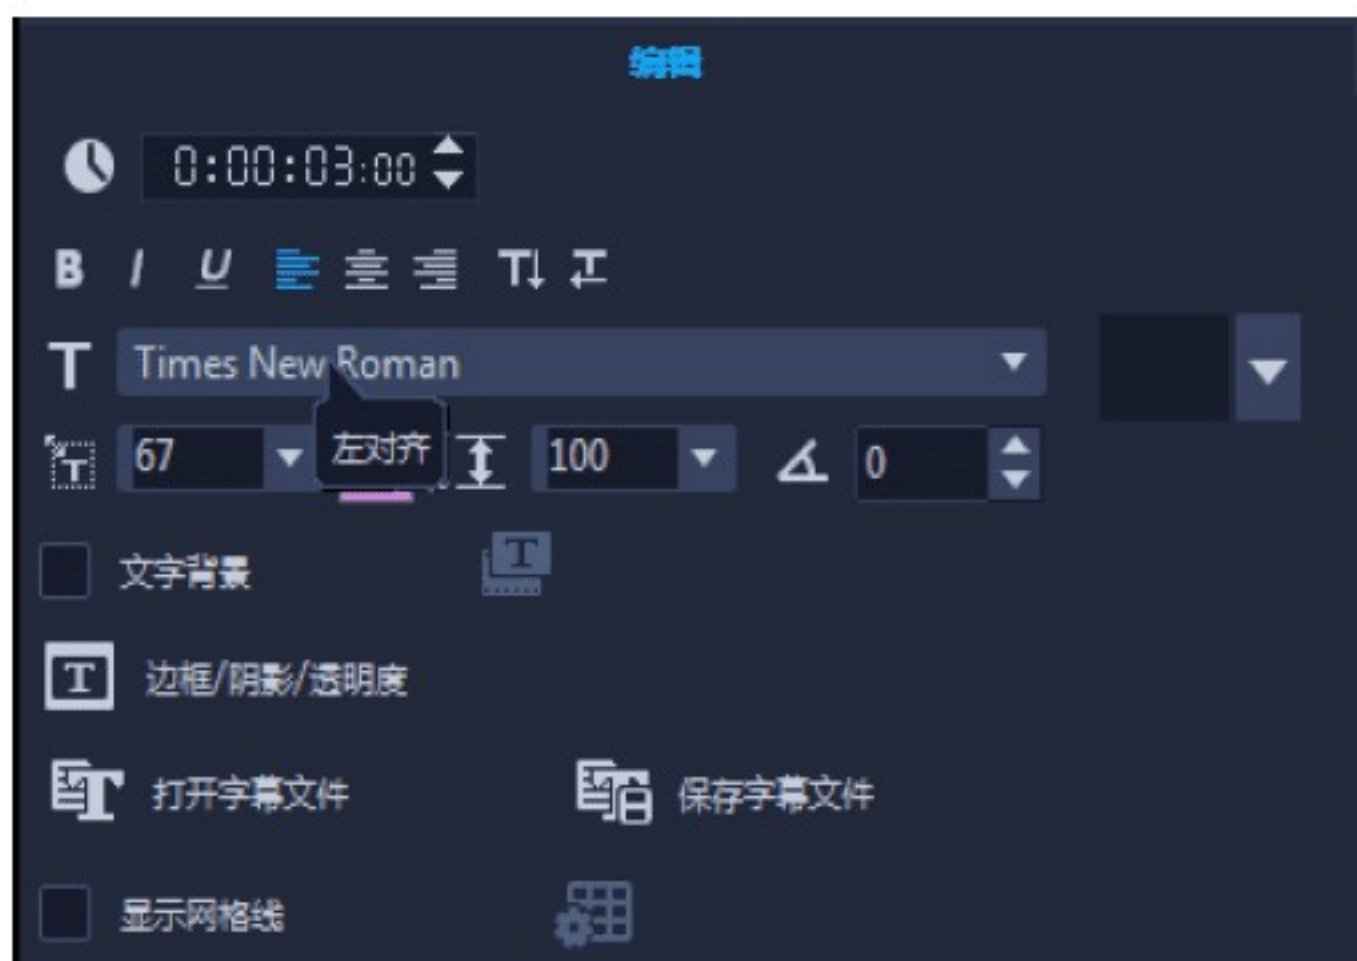 编辑
0:00:03:00
B I U
T Times New Roman
67 左对齐 100 0
文字背景
边框/阴影/透明度
打开字幕文件 保存字幕文件
显示网格线